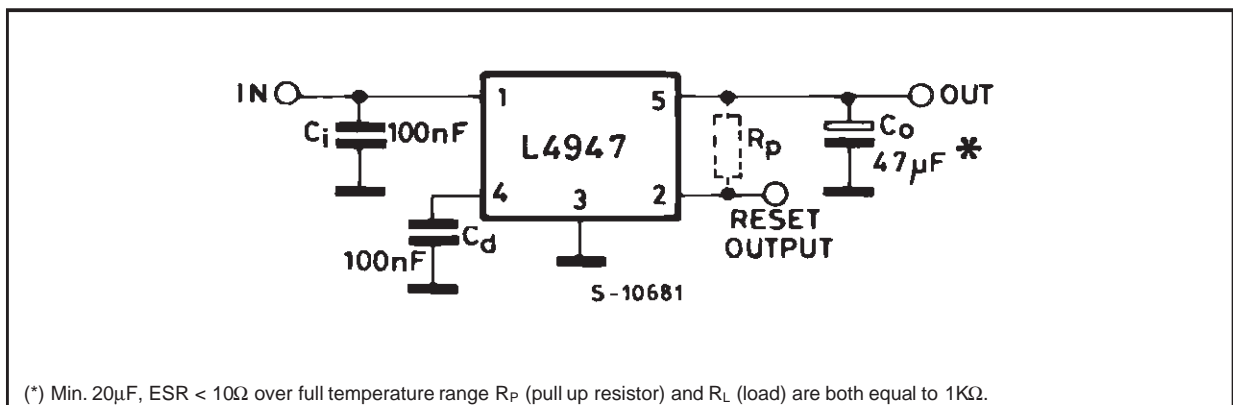 IN
1
5
OUT
Ci
100nF
L4947
Rp
Co
47µF *
4
3
2
Cd
100nF
RESET
OUTPUT
S-10681
(*) Min. 20µF, ESR < 10Ω over full temperature range RP (pull up resistor) and RL (load) are both equal to 1KΩ.